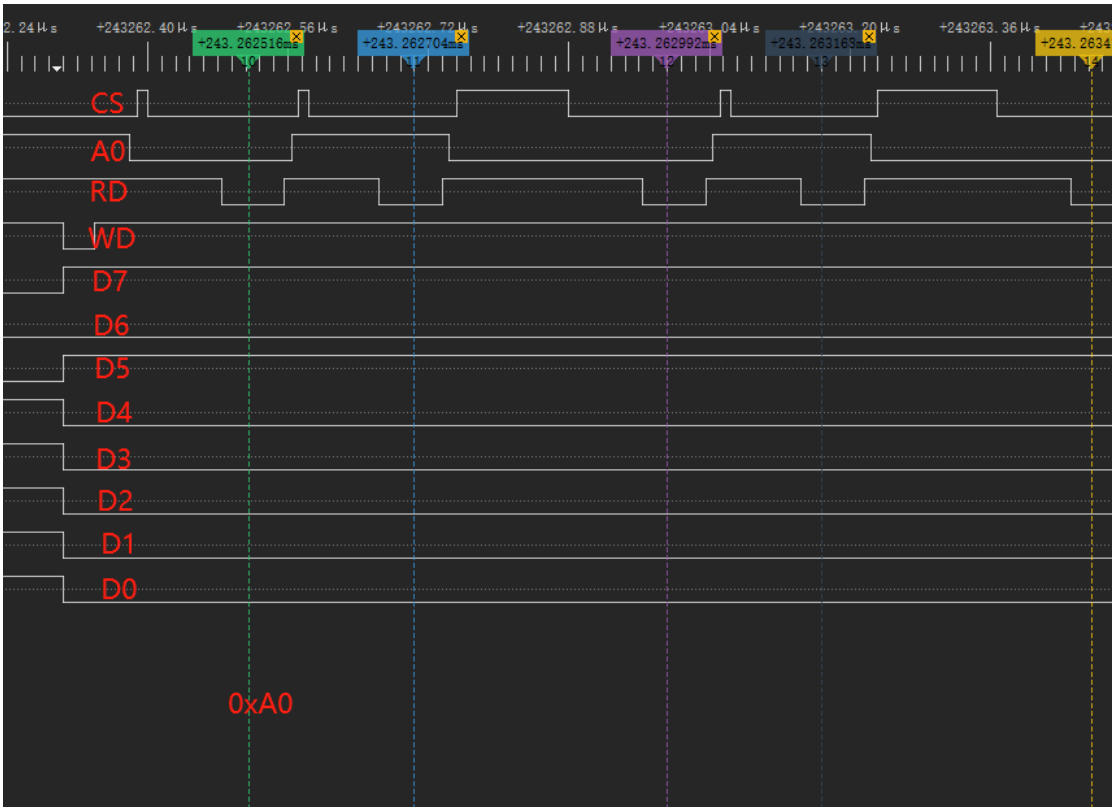 2.24μs +243262.40μs +243262.56μs +243262.72μs +243262.88μs +243263.04μs +243263.20μs +243263.36μs
+243.262516ms +243.262704ms +243.262992ms +243.263168ms +243.2634
10 11 12 13 14
CS
A0
RD
WD
D7
D6
D5
D4
D3
D2
D1
D0
0xA0